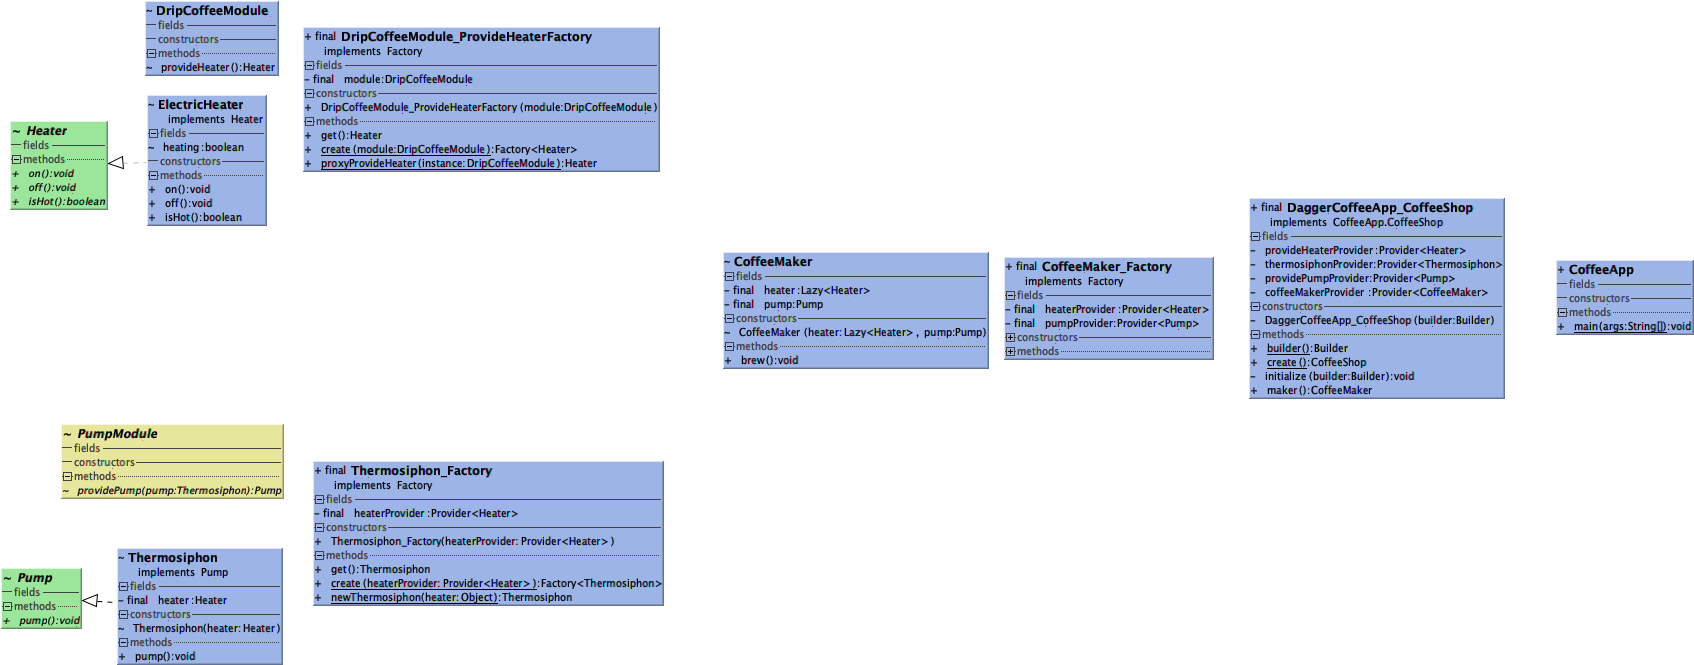 ~ DripCoffeeModule
fields
constructors
methods
~ provideHeater():Heater
+ final DripCoffeeModule_ProvideHeaterFactory
implements Factory
fields
- final module:DripCoffeeModule
constructors
+ DripCoffeeModule_ProvideHeaterFactory(module:DripCoffeeModule)
methods
+ get():Heater
+ create(module:DripCoffeeModule):Factory<Heater>
+ proxyProvideHeater(instance:DripCoffeeModule):Heater
~ Heater
fields
methods
+ on():void
+ off():void
+ isHot():boolean
~ ElectricHeater
implements Heater
fields
~ heating:boolean
constructors
methods
+ on():void
+ off():void
+ isHot():boolean
~ CoffeeMaker
fields
- final heater:Lazy<Heater>
- final pump:Pump
constructors
~ CoffeeMaker(heater:Lazy<Heater>, pump:Pump)
methods
+ brew():void
+ final CoffeeMaker_Factory
implements Factory
fields
- final heaterProvider:Provider<Heater>
- final pumpProvider:Provider<Pump>
constructors
methods
+ final DaggerCoffeeApp_CoffeeShop
implements CoffeeApp.CoffeeShop
fields
- provideHeaterProvider:Provider<Heater>
- thermosiphonProvider:Provider<Thermosiphon>
- providePumpProvider:Provider<Pump>
- coffeeMakerProvider:Provider<CoffeeMaker>
constructors
- DaggerCoffeeApp_CoffeeShop(builder:Builder)
methods
+ builder():Builder
+ create():CoffeeShop
- initialize(builder:Builder):void
+ maker():CoffeeMaker
+ CoffeeApp
fields
constructors
methods
+ main(args:String[]):void
~ PumpModule
fields
constructors
methods
~ providePump(pump:Thermosiphon):Pump
+ final Thermosiphon_Factory
implements Factory
fields
- final heaterProvider:Provider<Heater>
constructors
+ Thermosiphon_Factory(heaterProvider:Provider<Heater>)
methods
+ get():Thermosiphon
+ create(heaterProvider:Provider<Heater>):Factory<Thermosiphon>
+ newThermosiphon(heater:Object):Thermosiphon
~ Pump
fields
methods
+ pump():void
~ Thermosiphon
implements Pump
fields
- final heater:Heater
constructors
~ Thermosiphon(heater:Heater)
methods
+ pump():void